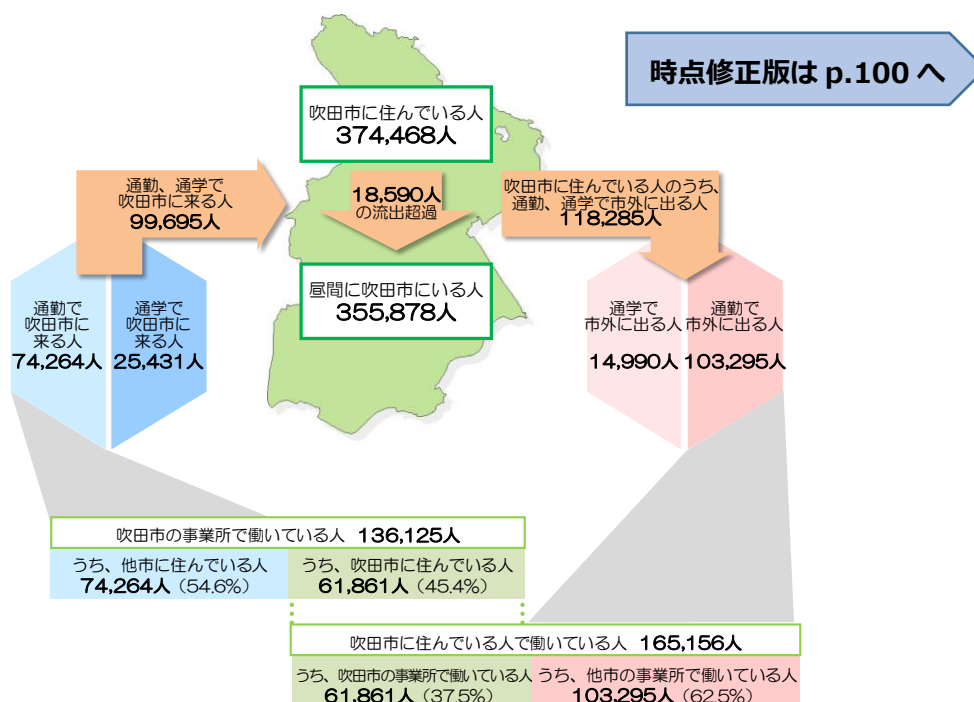 時点修正版は p.100 へ
吹田市に住んでいる人
374,468人
通勤、通学で
吹田市に来る人
99,695人
18,590人
の流出超過
吹田市に住んでいる人のうち、
通勤、通学で市外に出る人
118,285人
昼間に吹田市にいる人
355,878人
通勤で
吹田市に
来る人
74,264人
通学で
吹田市に
来る人
25,431人
通学で
市外に出る人
14,990人
通勤で
市外に出る人
103,295人
吹田市の事業所で働いている人 136,125人
うち、他市に住んでいる人
74,264人（54.6%）
うち、吹田市に住んでいる人
61,861人（45.4%）
吹田市に住んでいる人で働いている人 165,156人
うち、吹田市の事業所で働いている人
61,861人（37.5%）
うち、他市の事業所で働いている人
103,295人（62.5%）